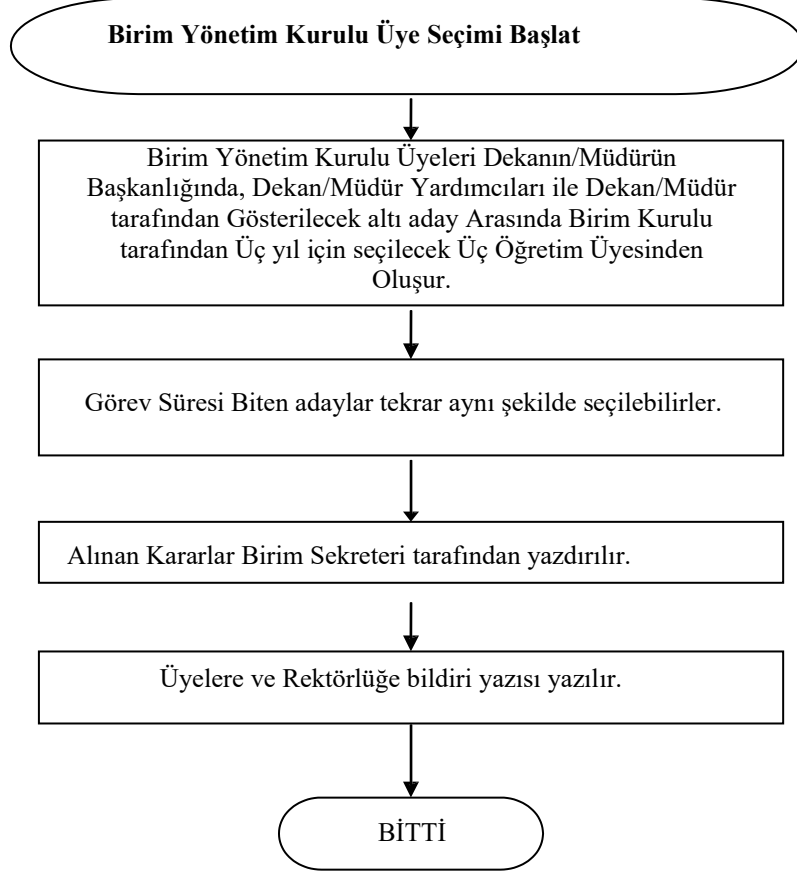 Birim Yönetim Kurulu Üye Seçimi Başlat
Birim Yönetim Kurulu Üyeleri Dekanın/Müdürün
Başkanlığında, Dekan/Müdür Yardımcıları ile Dekan/Müdür
tarafından Gösterilecek altı aday Arasında Birim Kurulu
tarafından Üç yıl için seçilecek Üç Öğretim Üyesinden
Oluşur.
Görev Süresi Biten adaylar tekrar aynı şekilde seçilebilirler.
Alınan Kararlar Birim Sekreteri tarafından yazdırılır.
Üyelere ve Rektörlüğe bildiri yazısı yazılır.
BİTTİ